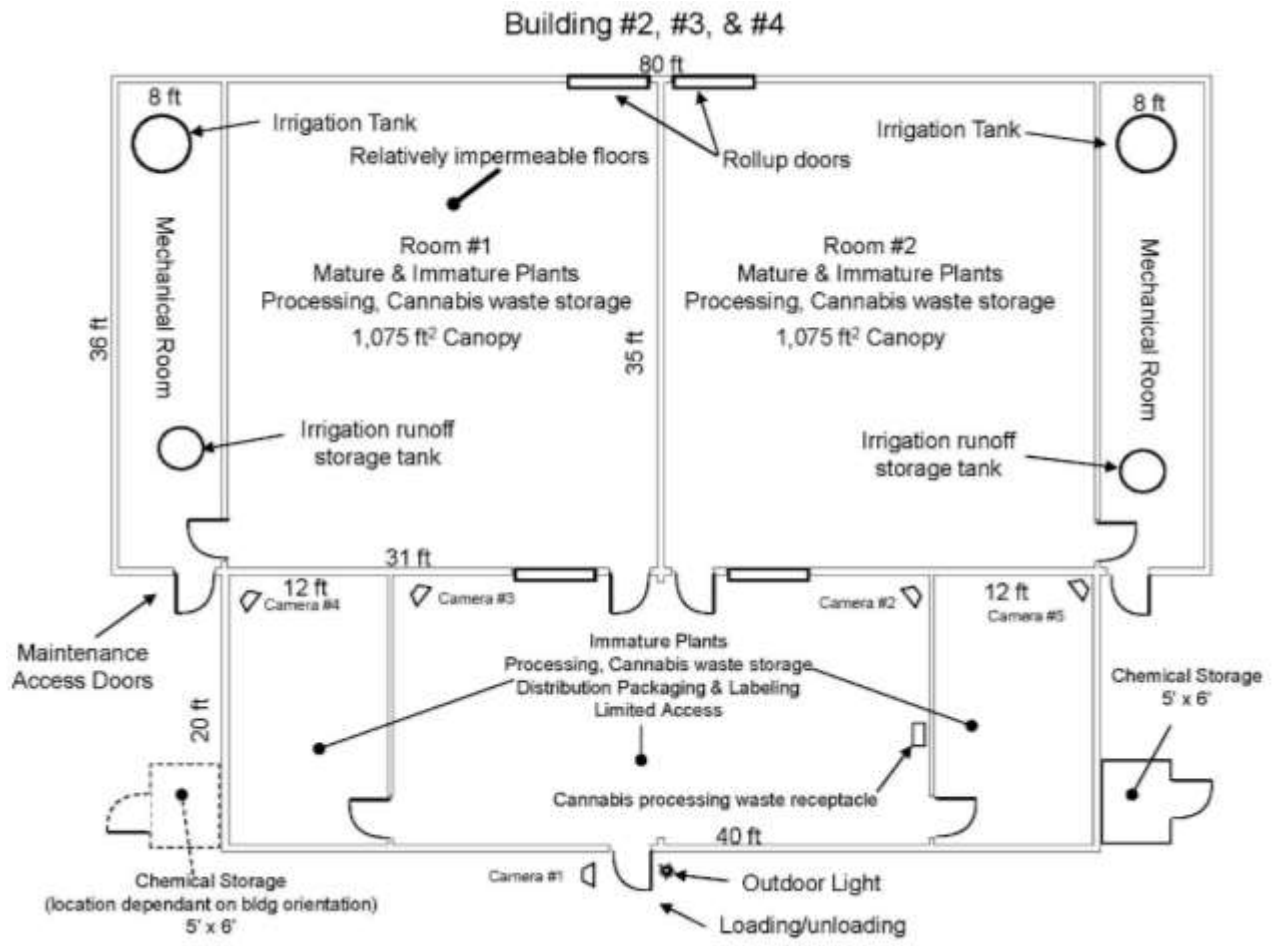 Building #2, #3, & #4
80 ft
8 ft
8 ft
Irrigation Tank
Irrigation Tank
Relatively impermeable floors
Rollup doors
Mechanical Room
Room #1
Mature & Immature Plants
Processing, Cannabis waste storage
1,075 ft² Canopy
Room #2
Mature & Immature Plants
Processing, Cannabis waste storage
1,075 ft² Canopy
Mechanical Room
36 ft
35 ft
Irrigation runoff
storage tank
Irrigation runoff
storage tank
31 ft
12 ft
Camera #4
Camera #3
Camera #2
12 ft
Camera #5
Maintenance
Access Doors
Immature Plants
Processing, Cannabis waste storage
Distribution Packaging & Labeling
Limited Access
Chemical Storage
5' x 6'
20 ft
Cannabis processing waste receptacle
40 ft
Chemical Storage
(location dependant on bldg orientation)
5' x 6'
Camera #1
Outdoor Light
Loading/unloading